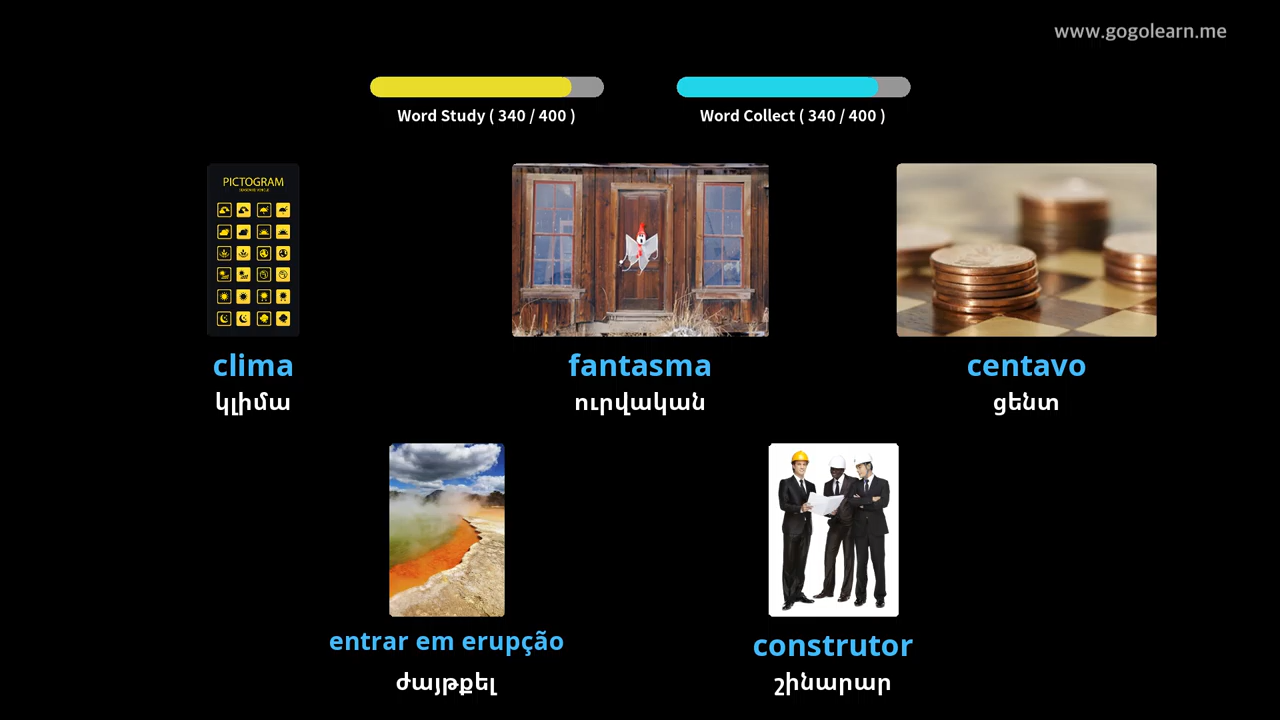 www.gogolearn.me
Word Study ( 340 / 400 )
Word Collect ( 340 / 400 )
PICTOGRAM
clima
կլիմա
fantasma
ուրվական
centavo
ցենտ
entrar em erupção
ժայթքել
construtor
շինարար